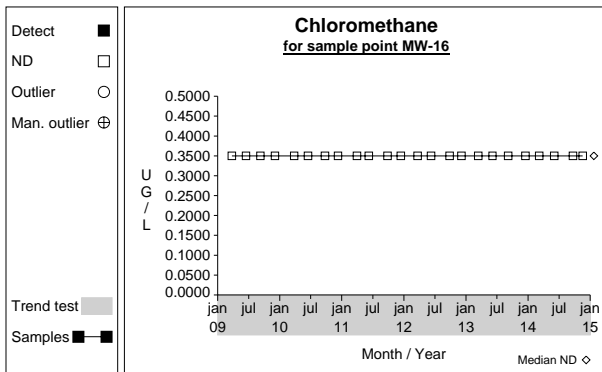 Detect
ND
Outlier
Man. outlier
Trend test
Samples
Chloromethane
for sample point MW-16
U
G
/
L
0.5000
0.4500
0.4000
0.3500
0.3000
0.2500
0.2000
0.1500
0.1000
0.0500
0.0000
jan jul jan jul jan jul jan jul jan jul jan jul jan
09 10 11 12 13 14 15
Month / Year
Median ND